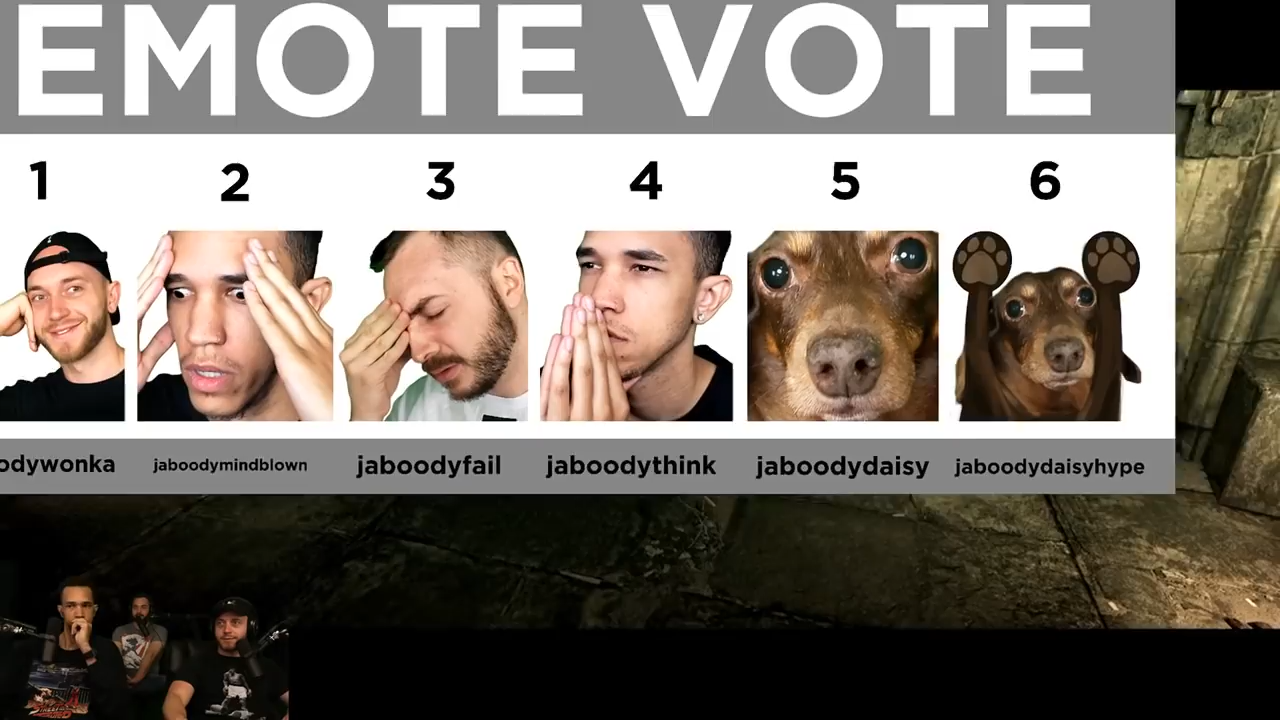 EMOTE VOTE
1 2 3 4 5 6
odywonka jaboodymindblown jaboodyfail jaboodythink jaboodydaisy jaboodydaisyhype